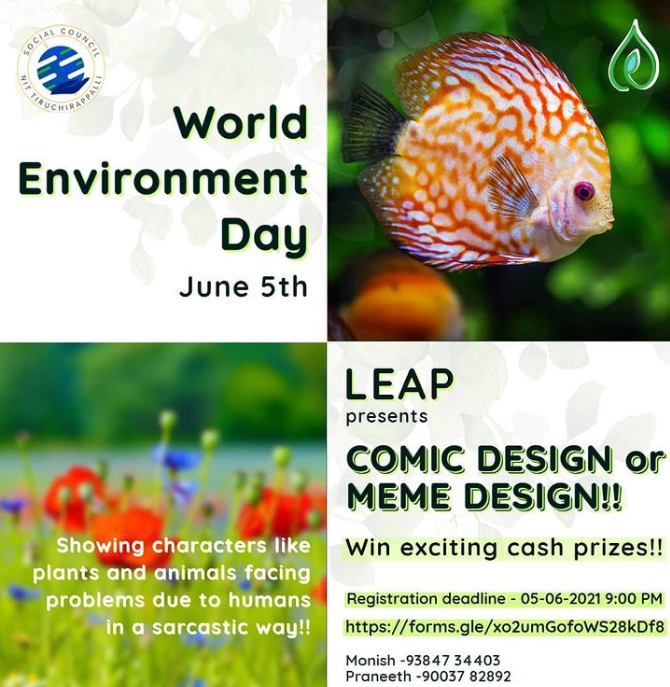 SOCIAL COUNCIL
NIT TIRUCHIRAPPALLI
World
Environment
Day
June 5th
Showing characters like
plants and animals facing
problems due to humans
in a sarcastic way!!
LEAP
presents
COMIC DESIGN or
MEME DESIGN!!
Win exciting cash prizes!!
Registration deadline - 05-06-2021 9:00 PM
https://forms.gle/xo2umGofoWS28kDf8
Monish -93847 34403
Praneeth -90037 82892